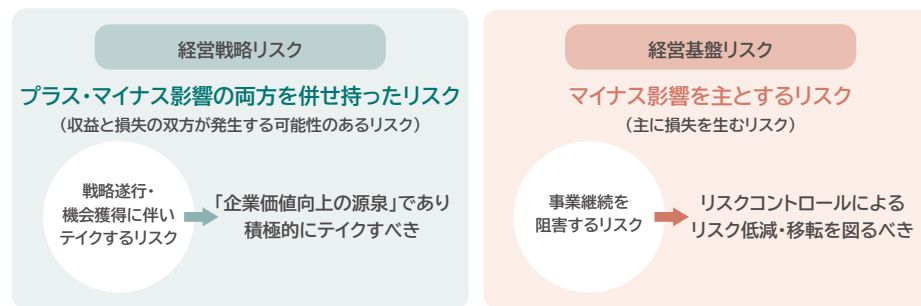 経営戦略リスク
プラス・マイナス影響の両方を併せ持ったリスク
（収益と損失の双方が発生する可能性のあるリスク）
戦略遂行・
機会獲得に伴い
テイクするリスク
「企業価値向上の源泉」であり
積極的にテイクすべき
経営基盤リスク
マイナス影響を主とするリスク
（主に損失を生むリスク）
事業継続を
阻害するリスク
リスクコントロールによる
リスク低減・移転を図るべき